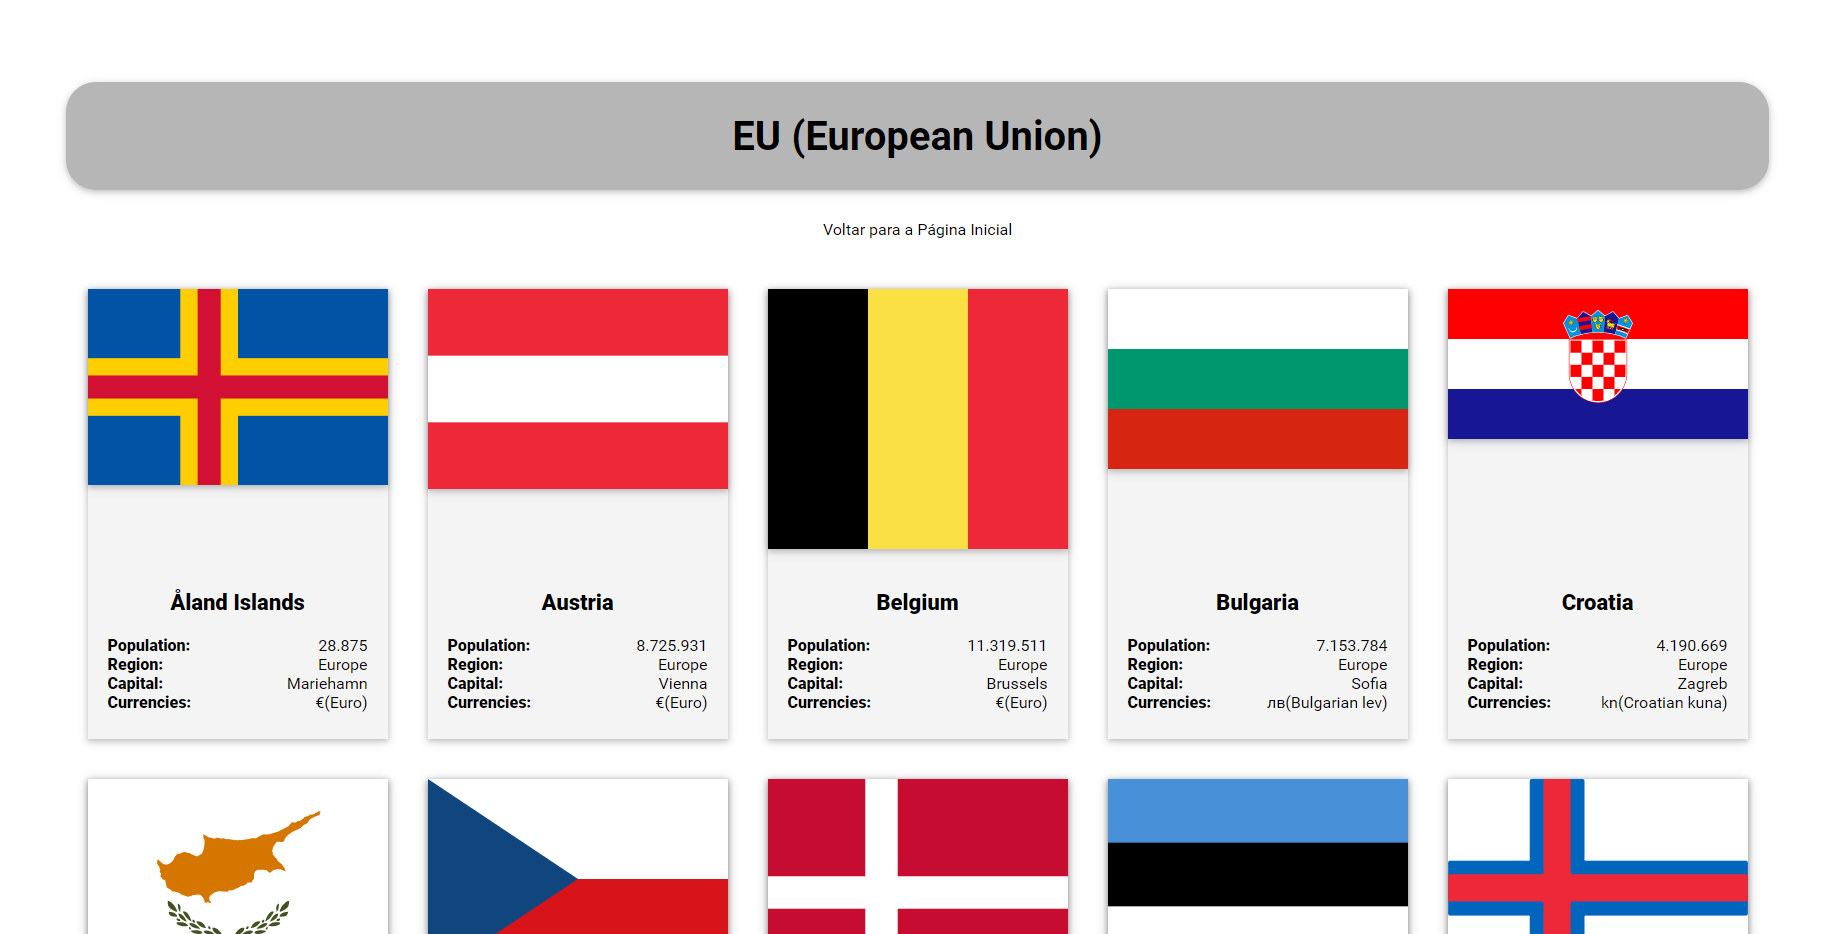 EU (European Union)
Voltar para a Página Inicial
Åland Islands
Population: 28.875
Region: Europe
Capital: Mariehamn
Currencies: €(Euro)
Austria
Population: 8.725.931
Region: Europe
Capital: Vienna
Currencies: €(Euro)
Belgium
Population: 11.319.511
Region: Europe
Capital: Brussels
Currencies: €(Euro)
Bulgaria
Population: 7.153.784
Region: Europe
Capital: Sofia
Currencies: лв(Bulgarian lev)
Croatia
Population: 4.190.669
Region: Europe
Capital: Zagreb
Currencies: kn(Croatian kuna)